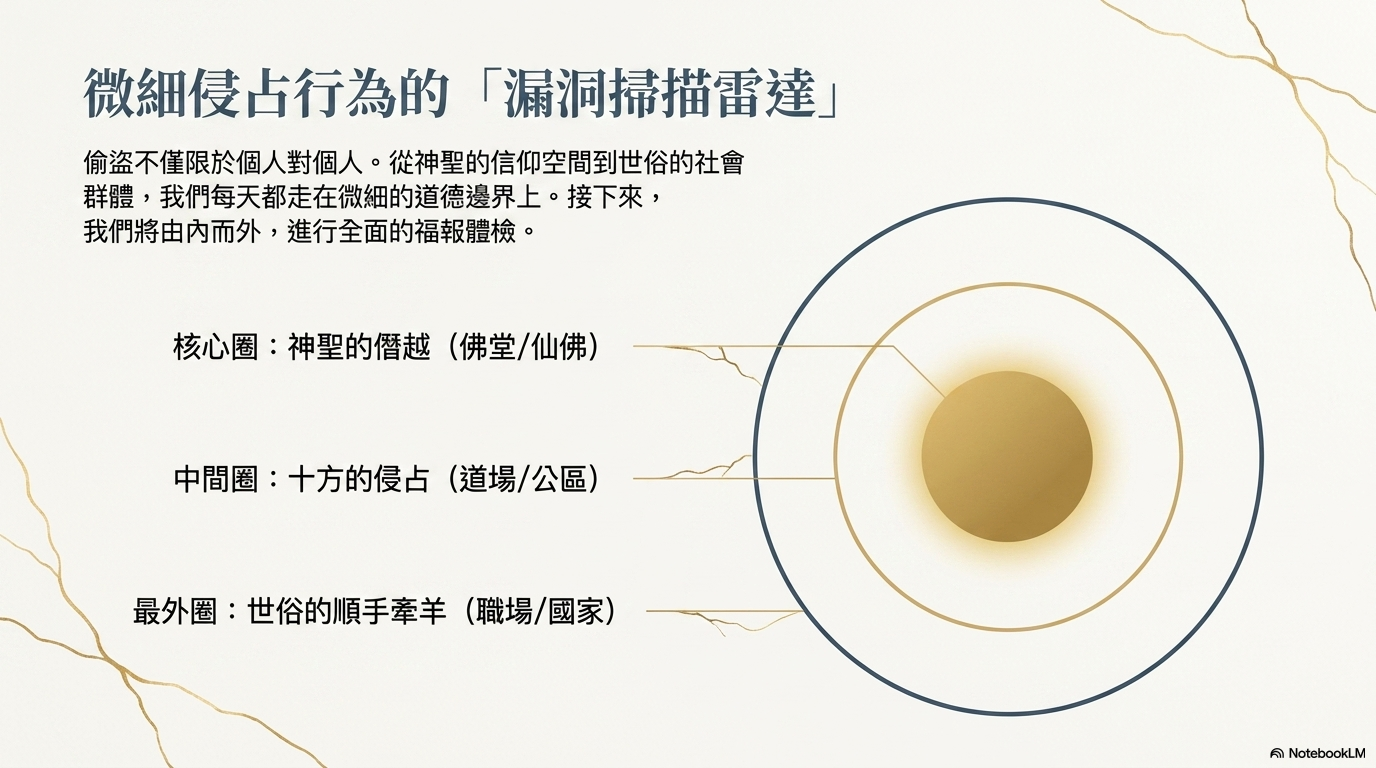 微細侵占行為的「漏洞掃描雷達」
偷盜不僅限於個人對個人。從神聖的信仰空間到世俗的社會
群體，我們每天都走在微細的道德邊界上。接下來，
我們將由內而外，進行全面的福報體檢。
核心圈：神聖的僭越（佛堂/仙佛）
中間圈：十方的侵占（道場/公區）
最外圈：世俗的順手牽羊（職場/國家）
NotebookLM